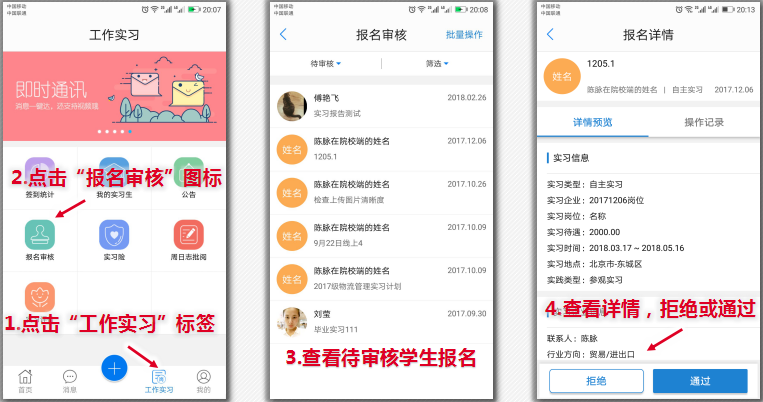 中国移动
中国联通
20:07
工作实习
即时通讯
消息一键达，还支持视频哦
2.点击“报名审核”图标
签到统计
我的实习生
公告
报名审核
实习险
周日志批阅
1.点击“工作实习”标签
首页
消息
工作实习
我的
中国移动
中国联通
20:08
报名审核
批量操作
待审核
筛选
傅艳飞
2018.02.26
实习报告测试
姓名
陈脉在院校端的姓名
2017.12.06
1205.1
姓名
陈脉在院校端的姓名
2017.10.26
检查上传图片清晰度
姓名
陈脉在院校端的姓名
2017.10.09
9月22日线上4
姓名
陈脉在院校端的姓名
2017.10.09
2017级物流管理实习计划
刘莹
2017.09.30
毕业实习111
3.查看待审核学生报名
中国移动
中国联通
20:13
报名详情
姓名
1205.1
陈脉在院校端的姓名 | 自主实习
2017.12.06
详情预览
操作记录
实习信息
实习类型：自主实习
实习企业：20171206岗位
实习岗位：名称
实习待遇：2000.00
实习时间：2018.03.17 ~ 2018.05.16
实习地点：北京市-东城区
实践类型：参观实习
4.查看详情，拒绝或通过
联系人：陈脉
行业方向：贸易/进出口
拒绝
通过